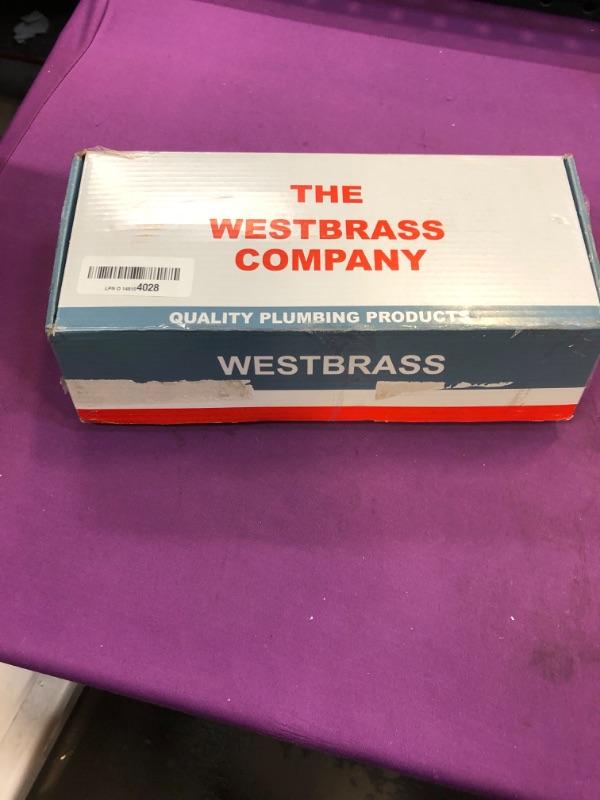 THE
WESTBRASS
COMPANY
4028
QUALITY PLUMBING PRODUCTS
WESTBRASS